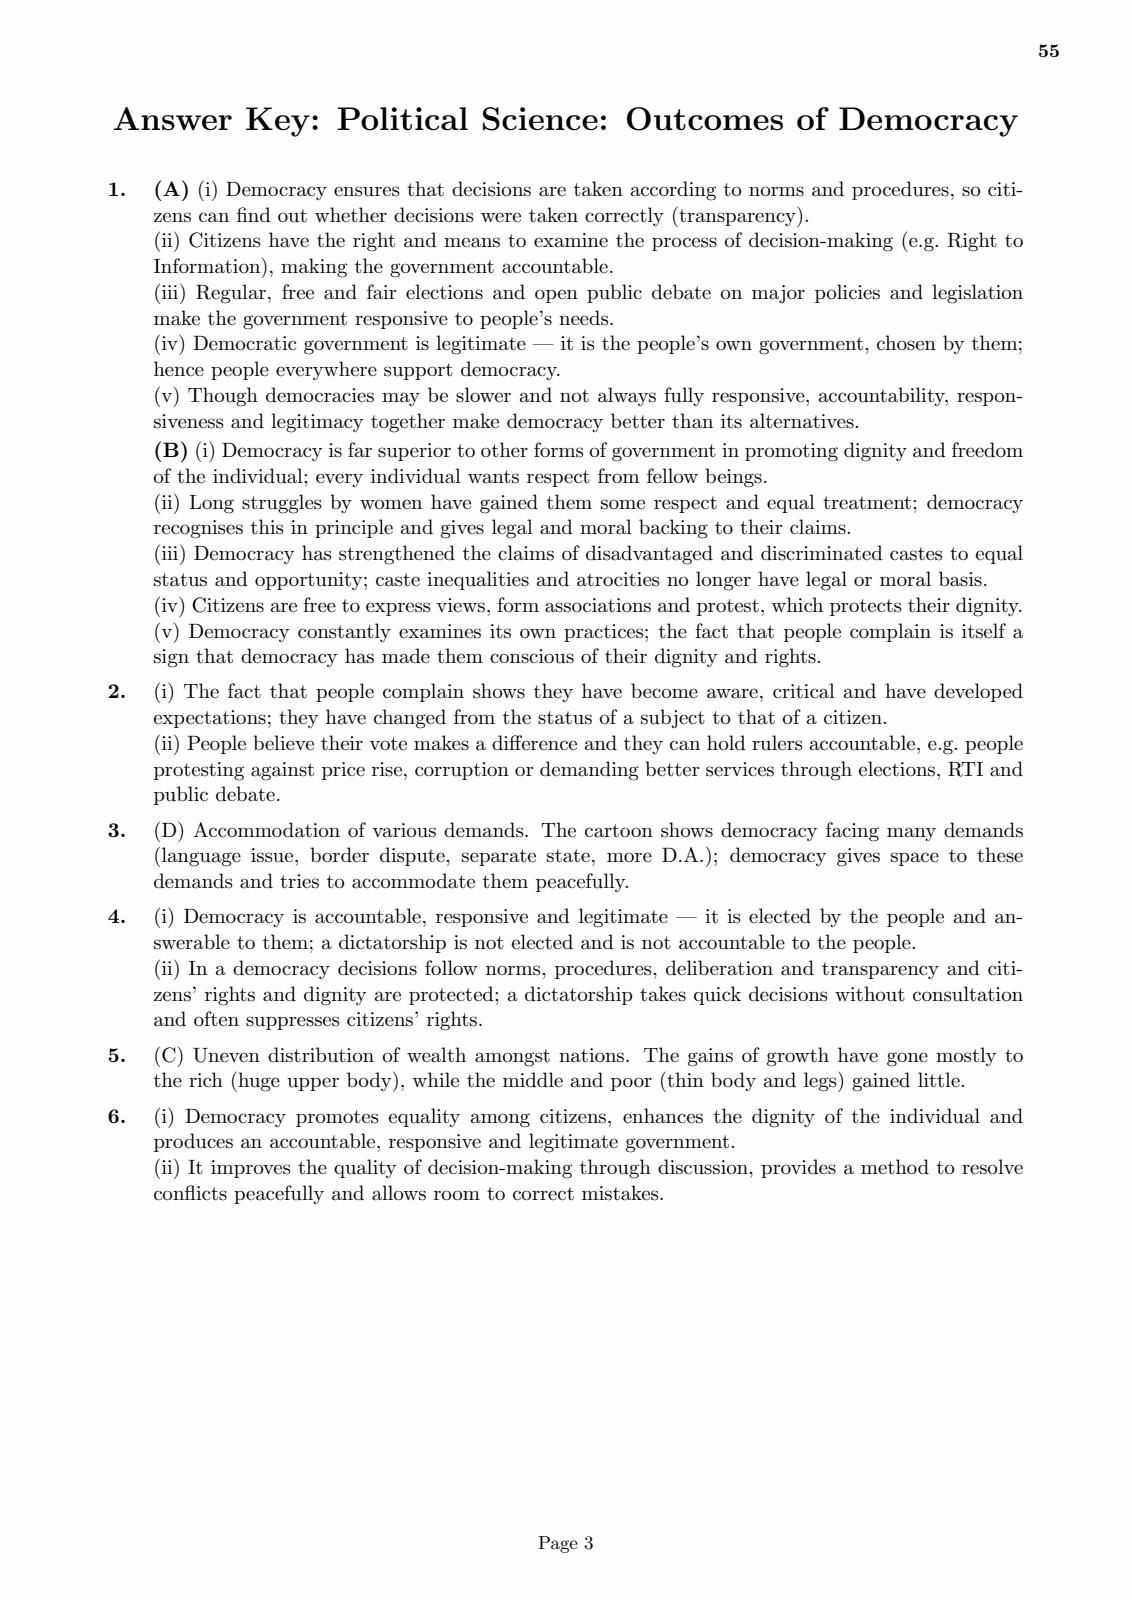 55
Answer Key: Political Science: Outcomes of Democracy
1. (A) (i) Democracy ensures that decisions are taken according to norms and procedures, so citi-
zens can find out whether decisions were taken correctly (transparency).
(ii) Citizens have the right and means to examine the process of decision-making (e.g. Right to
Information), making the government accountable.
(iii) Regular, free and fair elections and open public debate on major policies and legislation
make the government responsive to people's needs.
(iv) Democratic government is legitimate — it is the people's own government, chosen by them;
hence people everywhere support democracy.
(v) Though democracies may be slower and not always fully responsive, accountability, respon-
siveness and legitimacy together make democracy better than its alternatives.
(B) (i) Democracy is far superior to other forms of government in promoting dignity and freedom
of the individual; every individual wants respect from fellow beings.
(ii) Long struggles by women have gained them some respect and equal treatment; democracy
recognises this in principle and gives legal and moral backing to their claims.
(iii) Democracy has strengthened the claims of disadvantaged and discriminated castes to equal
status and opportunity; caste inequalities and atrocities no longer have legal or moral basis.
(iv) Citizens are free to express views, form associations and protest, which protects their dignity.
(v) Democracy constantly examines its own practices; the fact that people complain is itself a
sign that democracy has made them conscious of their dignity and rights.
2. (i) The fact that people complain shows they have become aware, critical and have developed
expectations; they have changed from the status of a subject to that of a citizen.
(ii) People believe their vote makes a difference and they can hold rulers accountable, e.g. people
protesting against price rise, corruption or demanding better services through elections, RTI and
public debate.
3. (D) Accommodation of various demands. The cartoon shows democracy facing many demands
(language issue, border dispute, separate state, more D.A.); democracy gives space to these
demands and tries to accommodate them peacefully.
4. (i) Democracy is accountable, responsive and legitimate — it is elected by the people and an-
swerable to them; a dictatorship is not elected and is not accountable to the people.
(ii) In a democracy decisions follow norms, procedures, deliberation and transparency and citi-
zens' rights and dignity are protected; a dictatorship takes quick decisions without consultation
and often suppresses citizens' rights.
5. (C) Uneven distribution of wealth amongst nations. The gains of growth have gone mostly to
the rich (huge upper body), while the middle and poor (thin body and legs) gained little.
6. (i) Democracy promotes equality among citizens, enhances the dignity of the individual and
produces an accountable, responsive and legitimate government.
(ii) It improves the quality of decision-making through discussion, provides a method to resolve
conflicts peacefully and allows room to correct mistakes.
Page 3